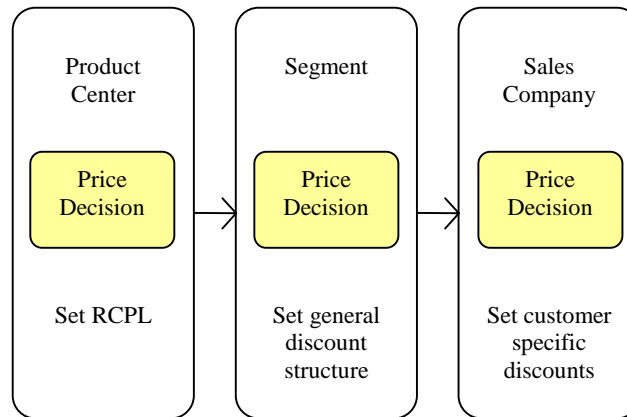 Product
Center
Price
Decision
Set RCPL
Segment
Price
Decision
Set general
discount
structure
Sales
Company
Price
Decision
Set customer
specific
discounts